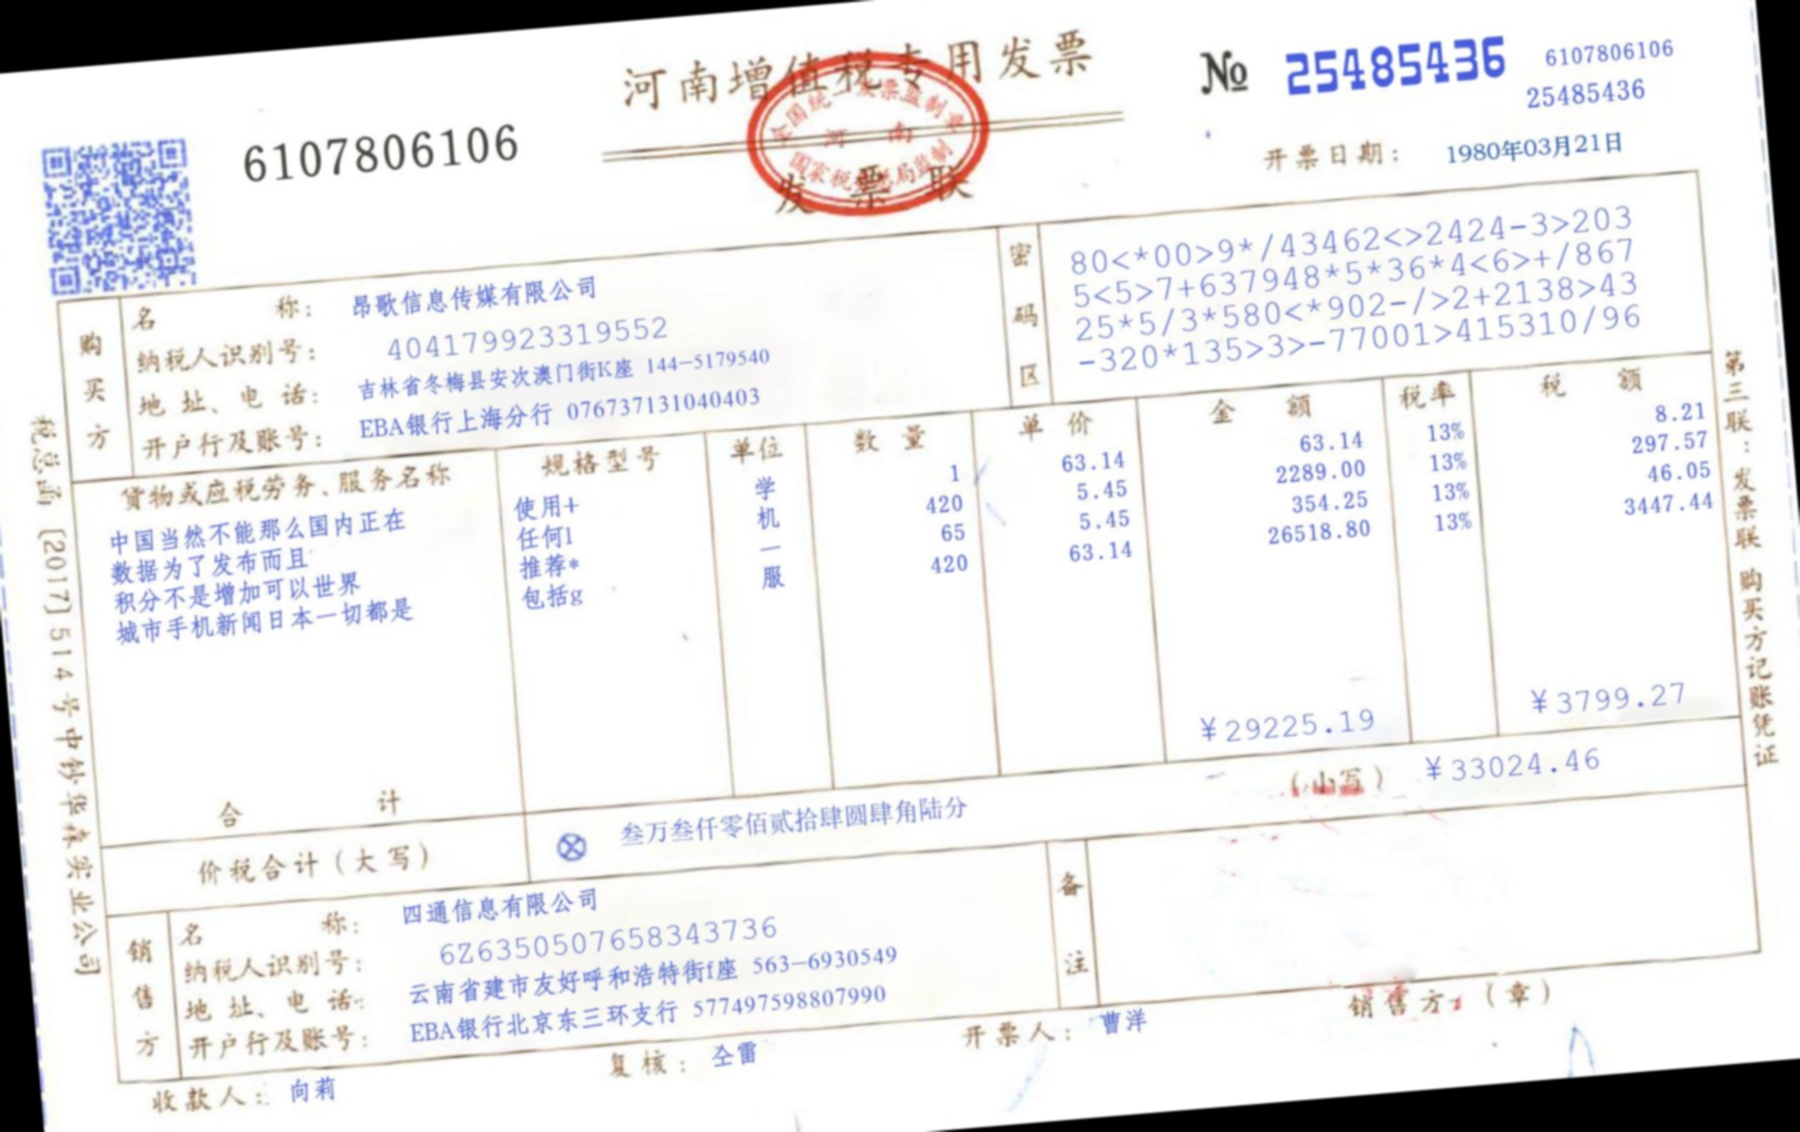 河南增值税专用发票
全国统一发票监制章
河 南
国家税务总局监制
发 票 联
6107806106
№ 25485436
6107806106
25485436
开票日期： 1980年03月21日
购买方
名 称： 昂歌信息传媒有限公司
纳税人识别号： 404179923319552
地 址、电 话： 吉林省冬梅县安次澳门街K座 144-5179540
开户行及账号： EBA银行上海分行 076737131040403
密码区
80<*00>9*/43462<>2424-3>203
5<5>7+637948*5*36*4<6>+/867
25*5/3*580<*902-/>2+2138>43
-320*135>3>-77001>415310/96
货物或应税劳务、服务名称 规格型号 单位 数 量 单 价 金 额 税率 税 额
中国当然不能那么国内正在 使用+ 学 1 63.14 63.14 13% 8.21
数据为了发布而且 任何l 机 420 5.45 2289.00 13% 297.57
积分不是增加可以世界 推荐* 一 65 5.45 354.25 13% 46.05
城市手机新闻日本一切都是 包括g 服 420 63.14 26518.80 13% 3447.44
合 计 ¥29225.19 ¥3799.27
价税合计（大写） ⊗ 叁万叁仟零佰贰拾肆圆肆角陆分 （小写） ¥33024.46
销售方
名 称： 四通信息有限公司
纳税人识别号： 6Z6350507658343736
地 址、电 话： 云南省建市友好呼和浩特街f座 563-6930549
开户行及账号： EBA银行北京东三环支行 577497598807990
备注
收款人： 向莉 复核： 仝雷 开票人： 曹洋 销售方：（章）
税总函［2017］514号中钞华森实业公司
第三联：发票联 购买方记账凭证